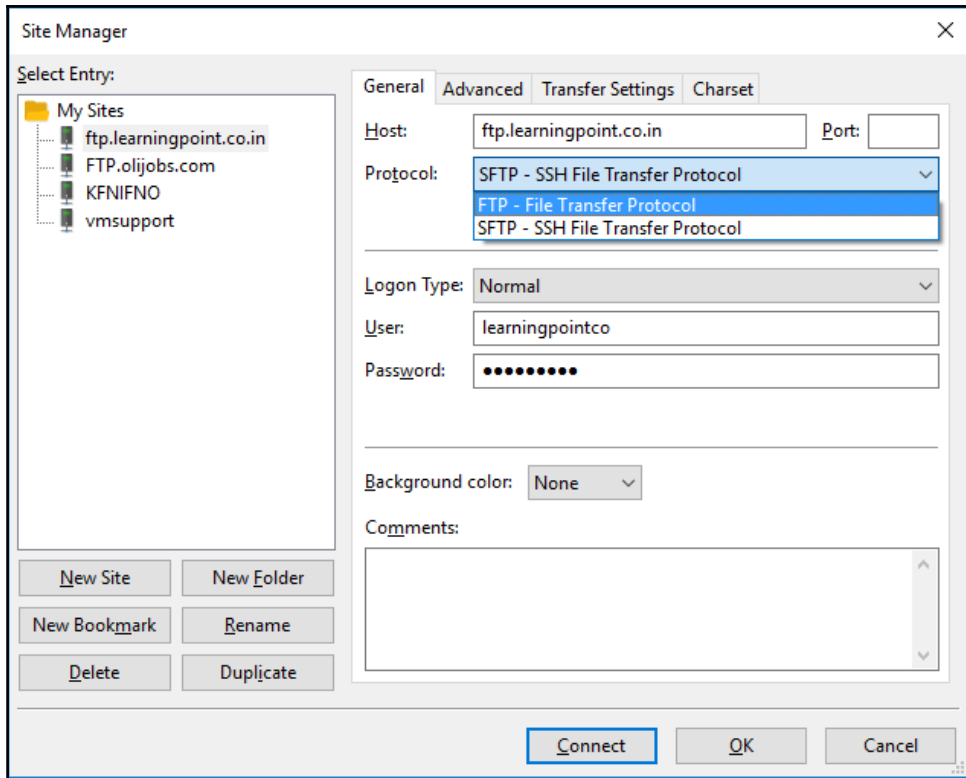 Site Manager
Select Entry:
My Sites
ftp.learningpoint.co.in
FTP.olijobs.com
KFNIFNO
vmsupport
New Site
New Folder
New Bookmark
Rename
Delete
Duplicate
General
Advanced
Transfer Settings
Charset
Host:
ftp.learningpoint.co.in
Port:
Protocol:
SFTP - SSH File Transfer Protocol
FTP - File Transfer Protocol
SFTP - SSH File Transfer Protocol
Logon Type:
Normal
User:
learningpointco
Password:
●●●●●●●●●
Background color:
None
Comments:
Connect
OK
Cancel